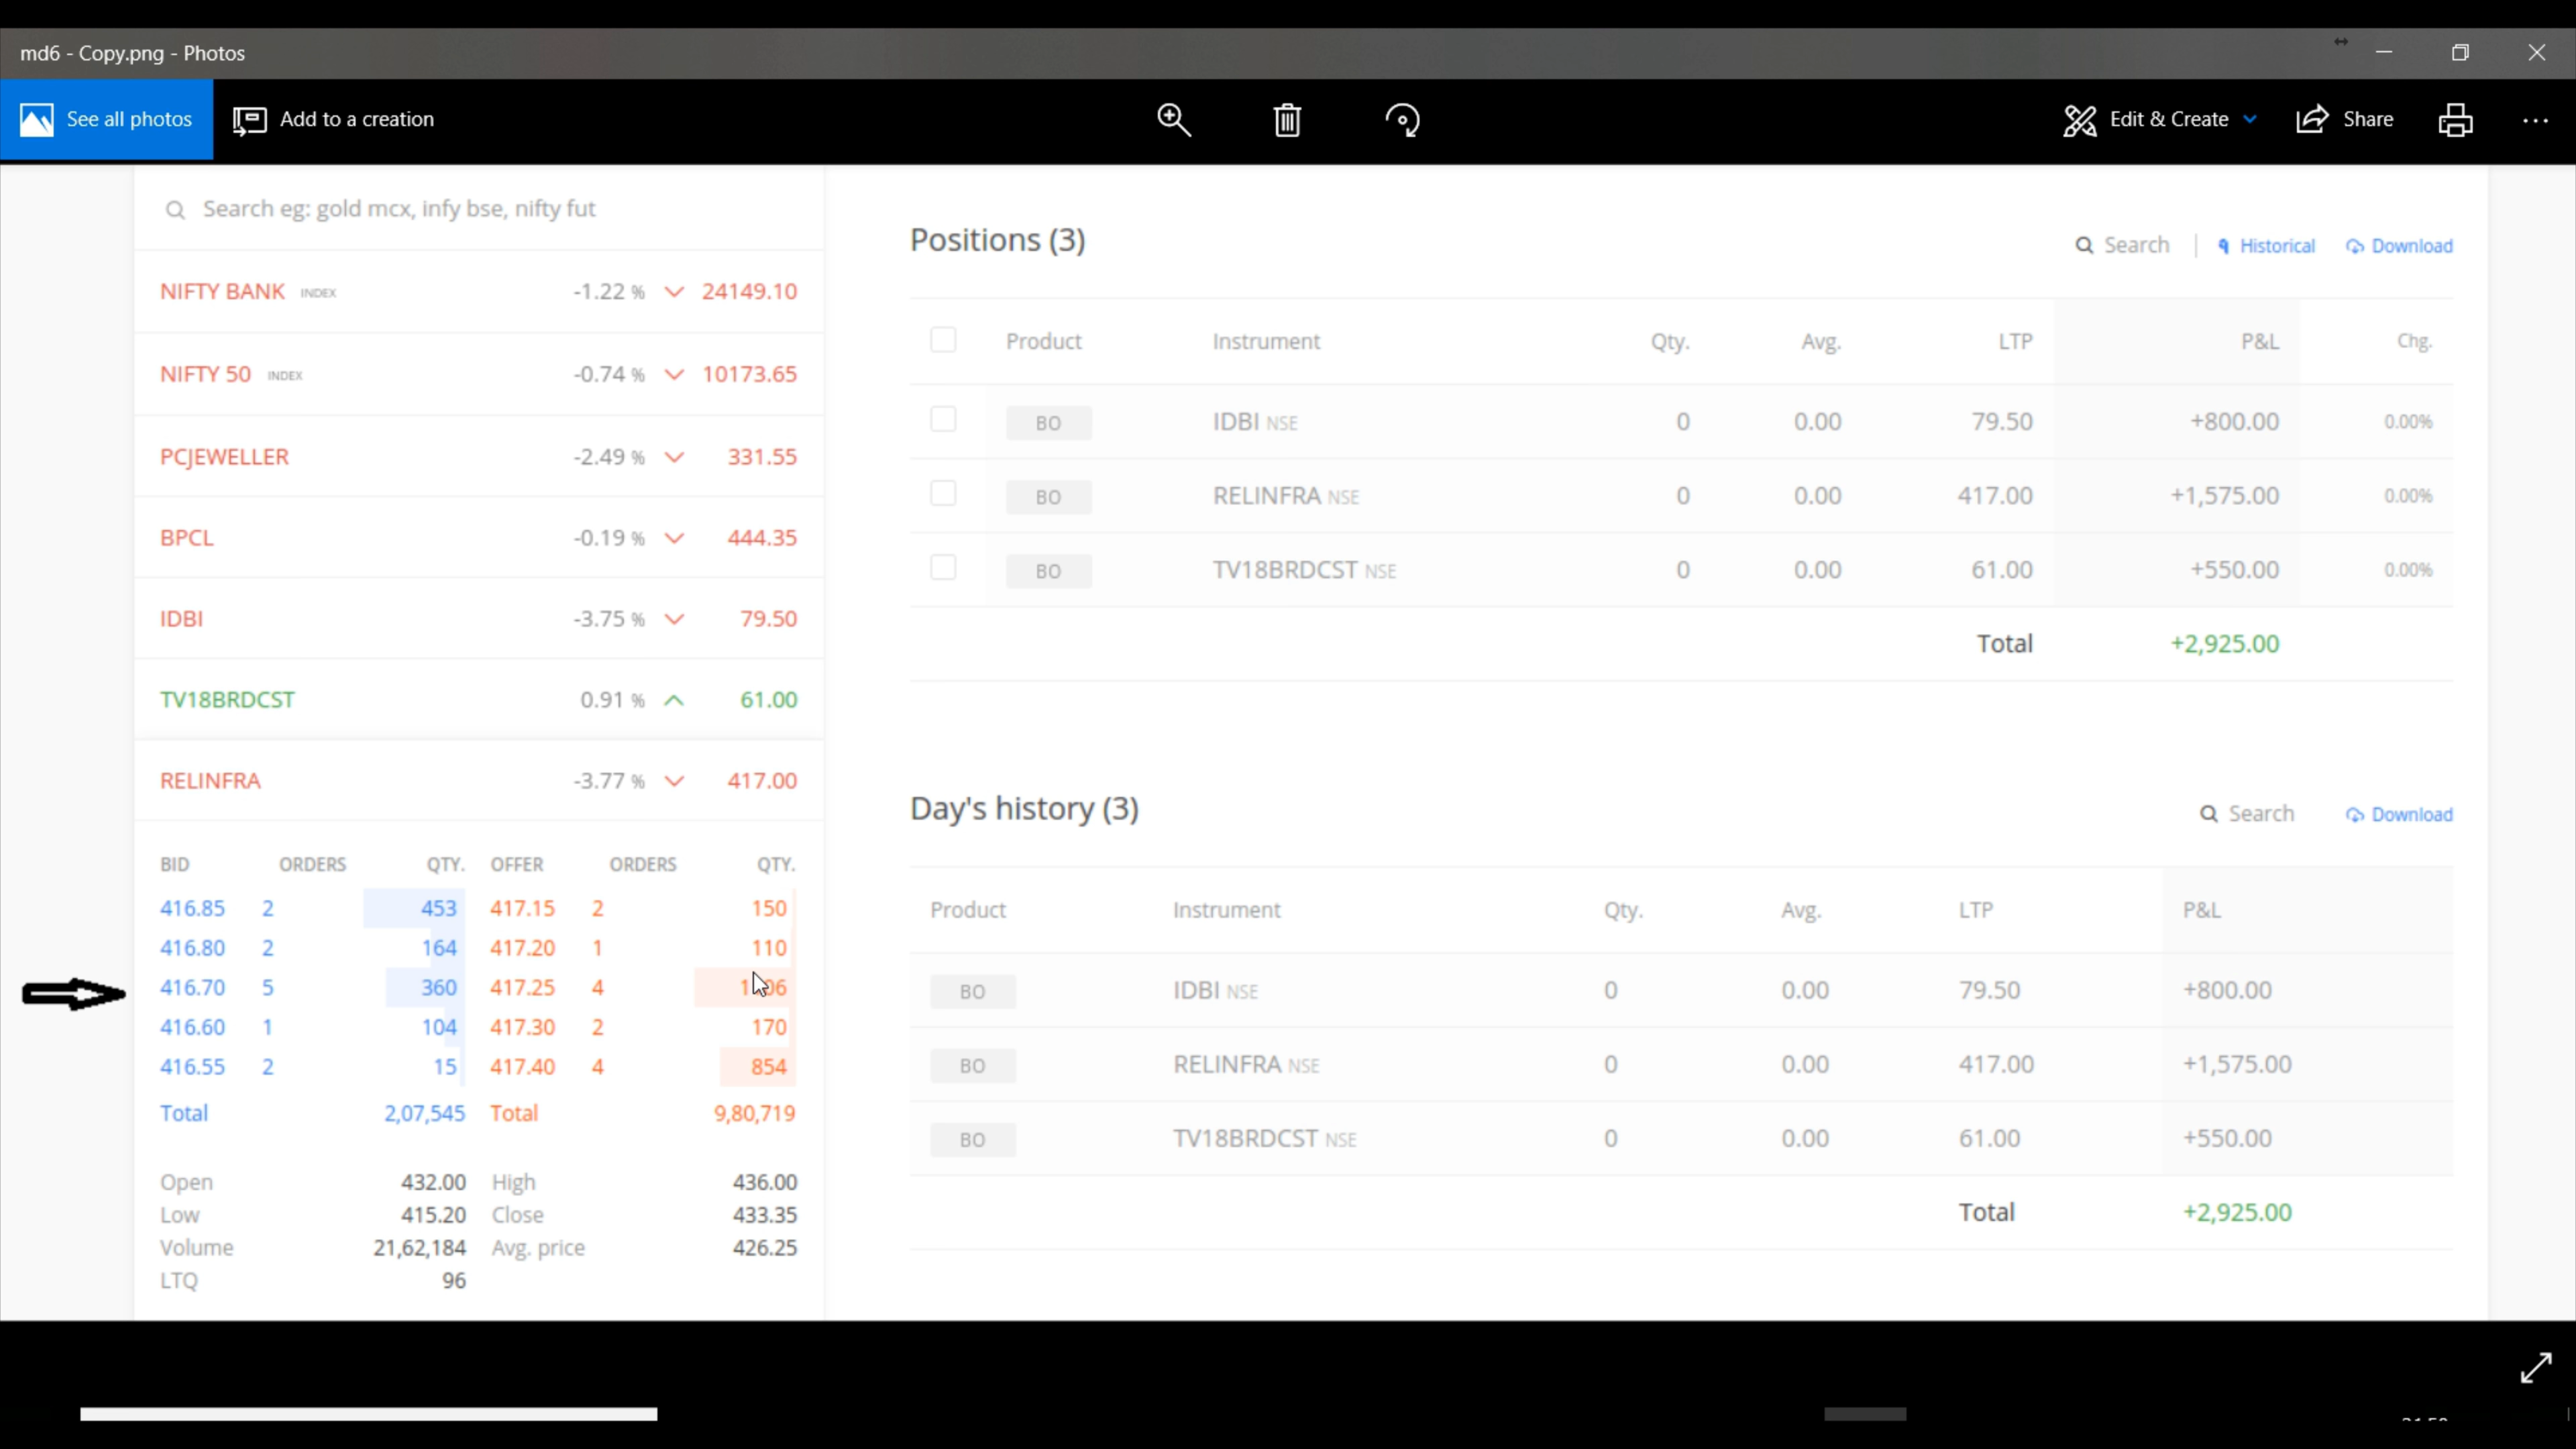 md6 - Copy.png - Photos
See all photos Add to a creation Edit & Create Share
Search eg: gold mcx, infy bse, nifty fut
NIFTY BANK INDEX -1.22 % 24149.10
NIFTY 50 INDEX -0.74 % 10173.65
PCJEWELLER -2.49 % 331.55
BPCL -0.19 % 444.35
IDBI -3.75 % 79.50
TV18BRDCST 0.91 % 61.00
RELINFRA -3.77 % 417.00
BID ORDERS QTY. OFFER ORDERS QTY.
416.85 2 453 417.15 2 150
416.80 2 164 417.20 1 110
416.70 5 360 417.25 4
416.60 1 104 417.30 2 170
416.55 2 15 417.40 4 854
Total 2,07,545 Total 9,80,719
Open 432.00 High 436.00
Low 415.20 Close 433.35
Volume 21,62,184 Avg. price 426.25
LTQ 96
Positions (3) Search Historical Download
Product Instrument Qty. Avg. LTP P&L Chg.
BO IDBI NSE 0 0.00 79.50 +800.00 0.00%
BO RELINFRA NSE 0 0.00 417.00 +1,575.00 0.00%
BO TV18BRDCST NSE 0 0.00 61.00 +550.00 0.00%
Total +2,925.00
Day's history (3) Search Download
Product Instrument Qty. Avg. LTP P&L
BO IDBI NSE 0 0.00 79.50 +800.00
BO RELINFRA NSE 0 0.00 417.00 +1,575.00
BO TV18BRDCST NSE 0 0.00 61.00 +550.00
Total +2,925.00